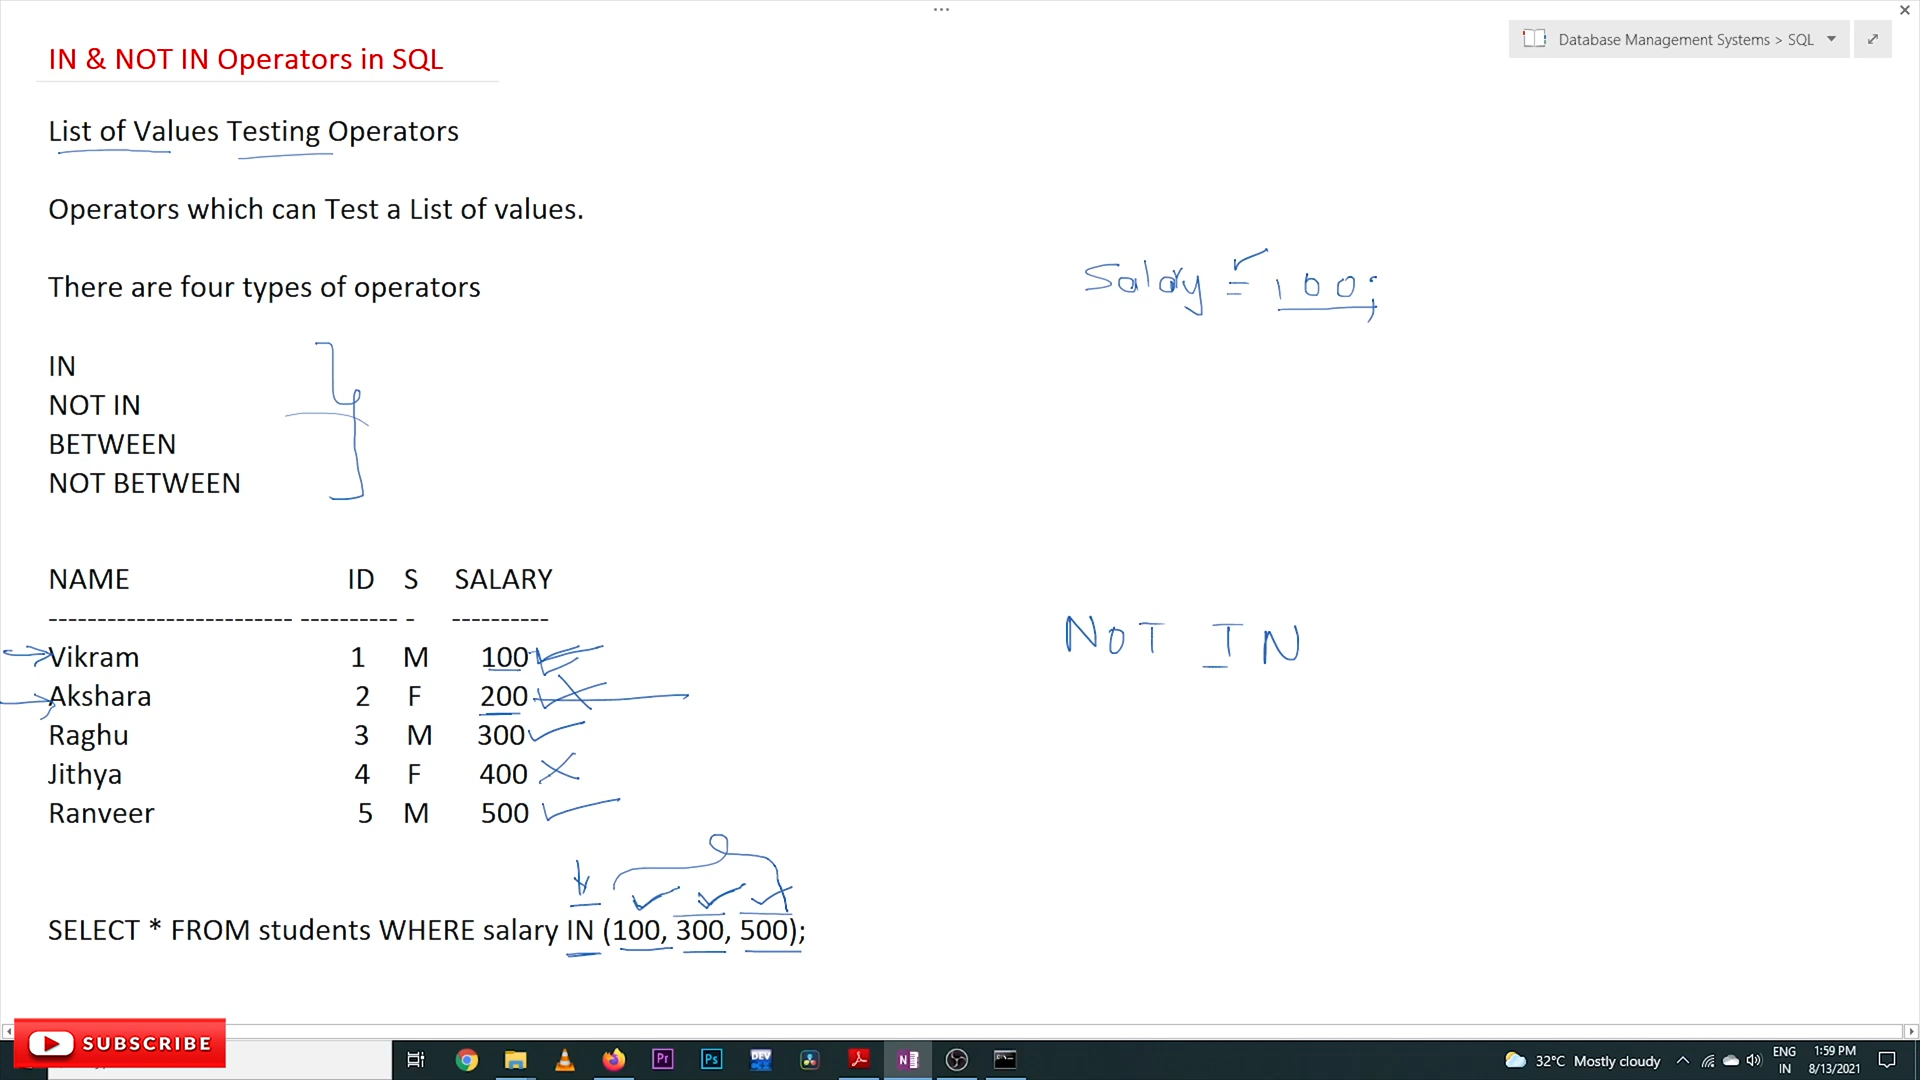 IN & NOT IN Operators in SQL
Database Management Systems > SQL
List of Values Testing Operators
Operators which can Test a List of values.
Salary = 100;
There are four types of operators
IN
NOT IN
BETWEEN
NOT BETWEEN
NAME ID S SALARY
------------------------- ---------- - ----------
Vikram 1 M 100
NOT IN
Akshara 2 F 200
Raghu 3 M 300
Jithya 4 F 400
Ranveer 5 M 500
SELECT * FROM students WHERE salary IN (100, 300, 500);
SUBSCRIBE
Pr
Ps
DEV
N
32°C Mostly cloudy
ENG
IN
1:59 PM
8/13/2021